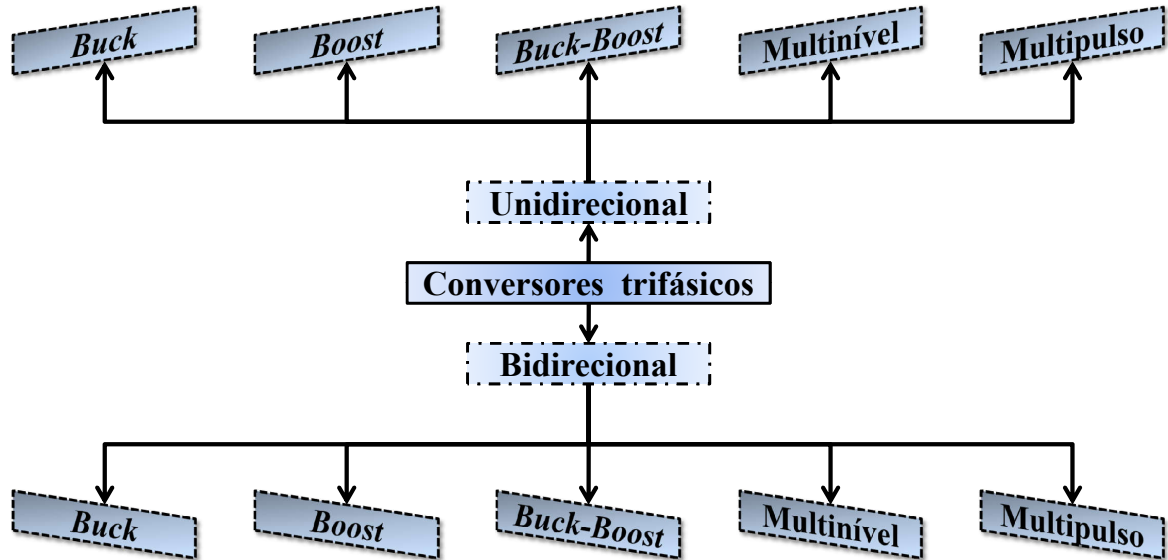 Buck
Boost
Buck-Boost
Multinível
Multipulso
Unidirecional
Conversores trifásicos
Bidirecional
Buck
Boost
Buck-Boost
Multinível
Multipulso